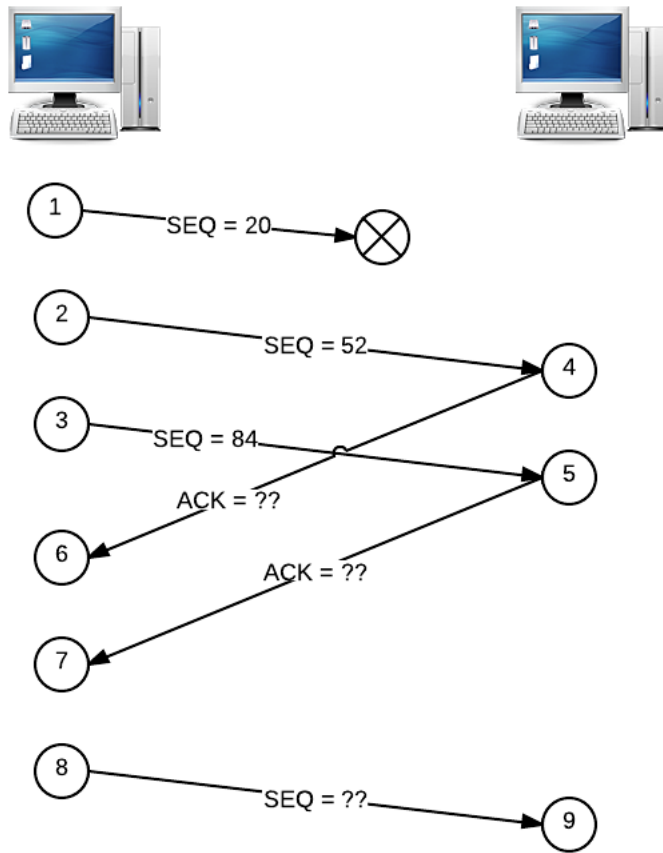 1
SEQ = 20
2
SEQ = 52
4
3
SEQ = 84
5
ACK = ??
6
ACK = ??
7
8
SEQ = ??
9